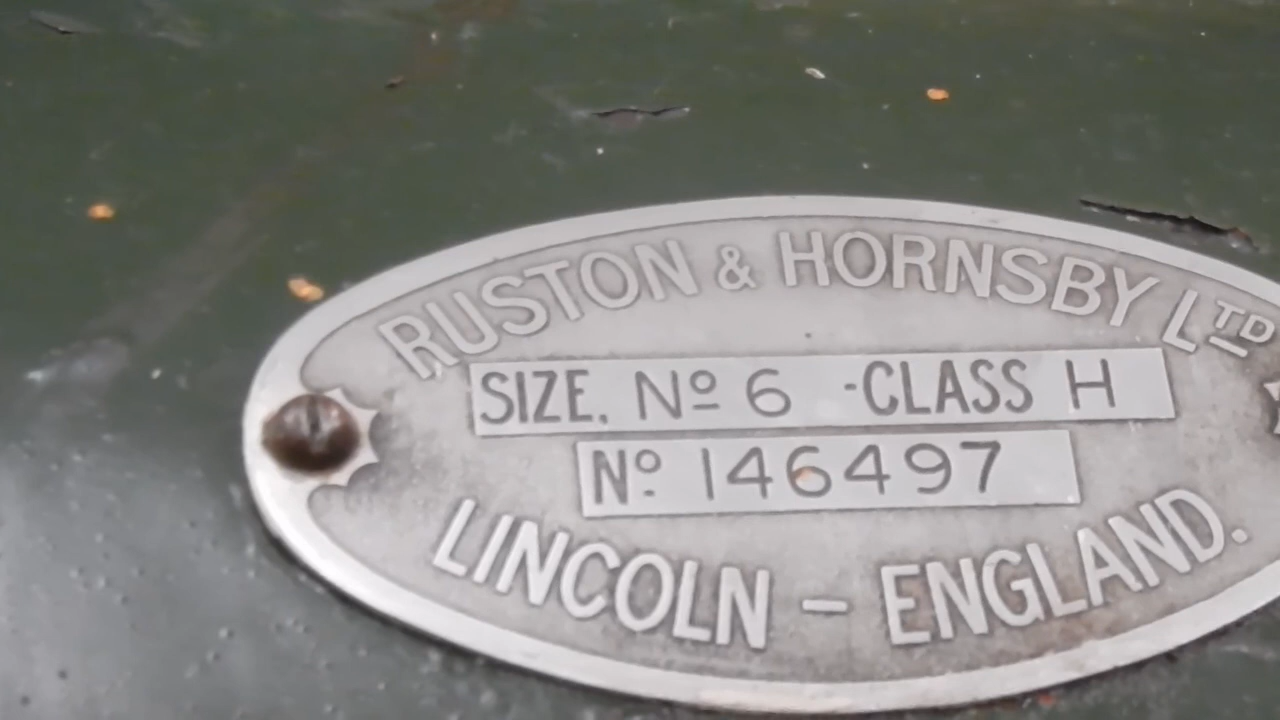 RUSTON & HORNSBY LTD
SIZE. Nº 6 -CLASS H
Nº 146497
LINCOLN - ENGLAND.